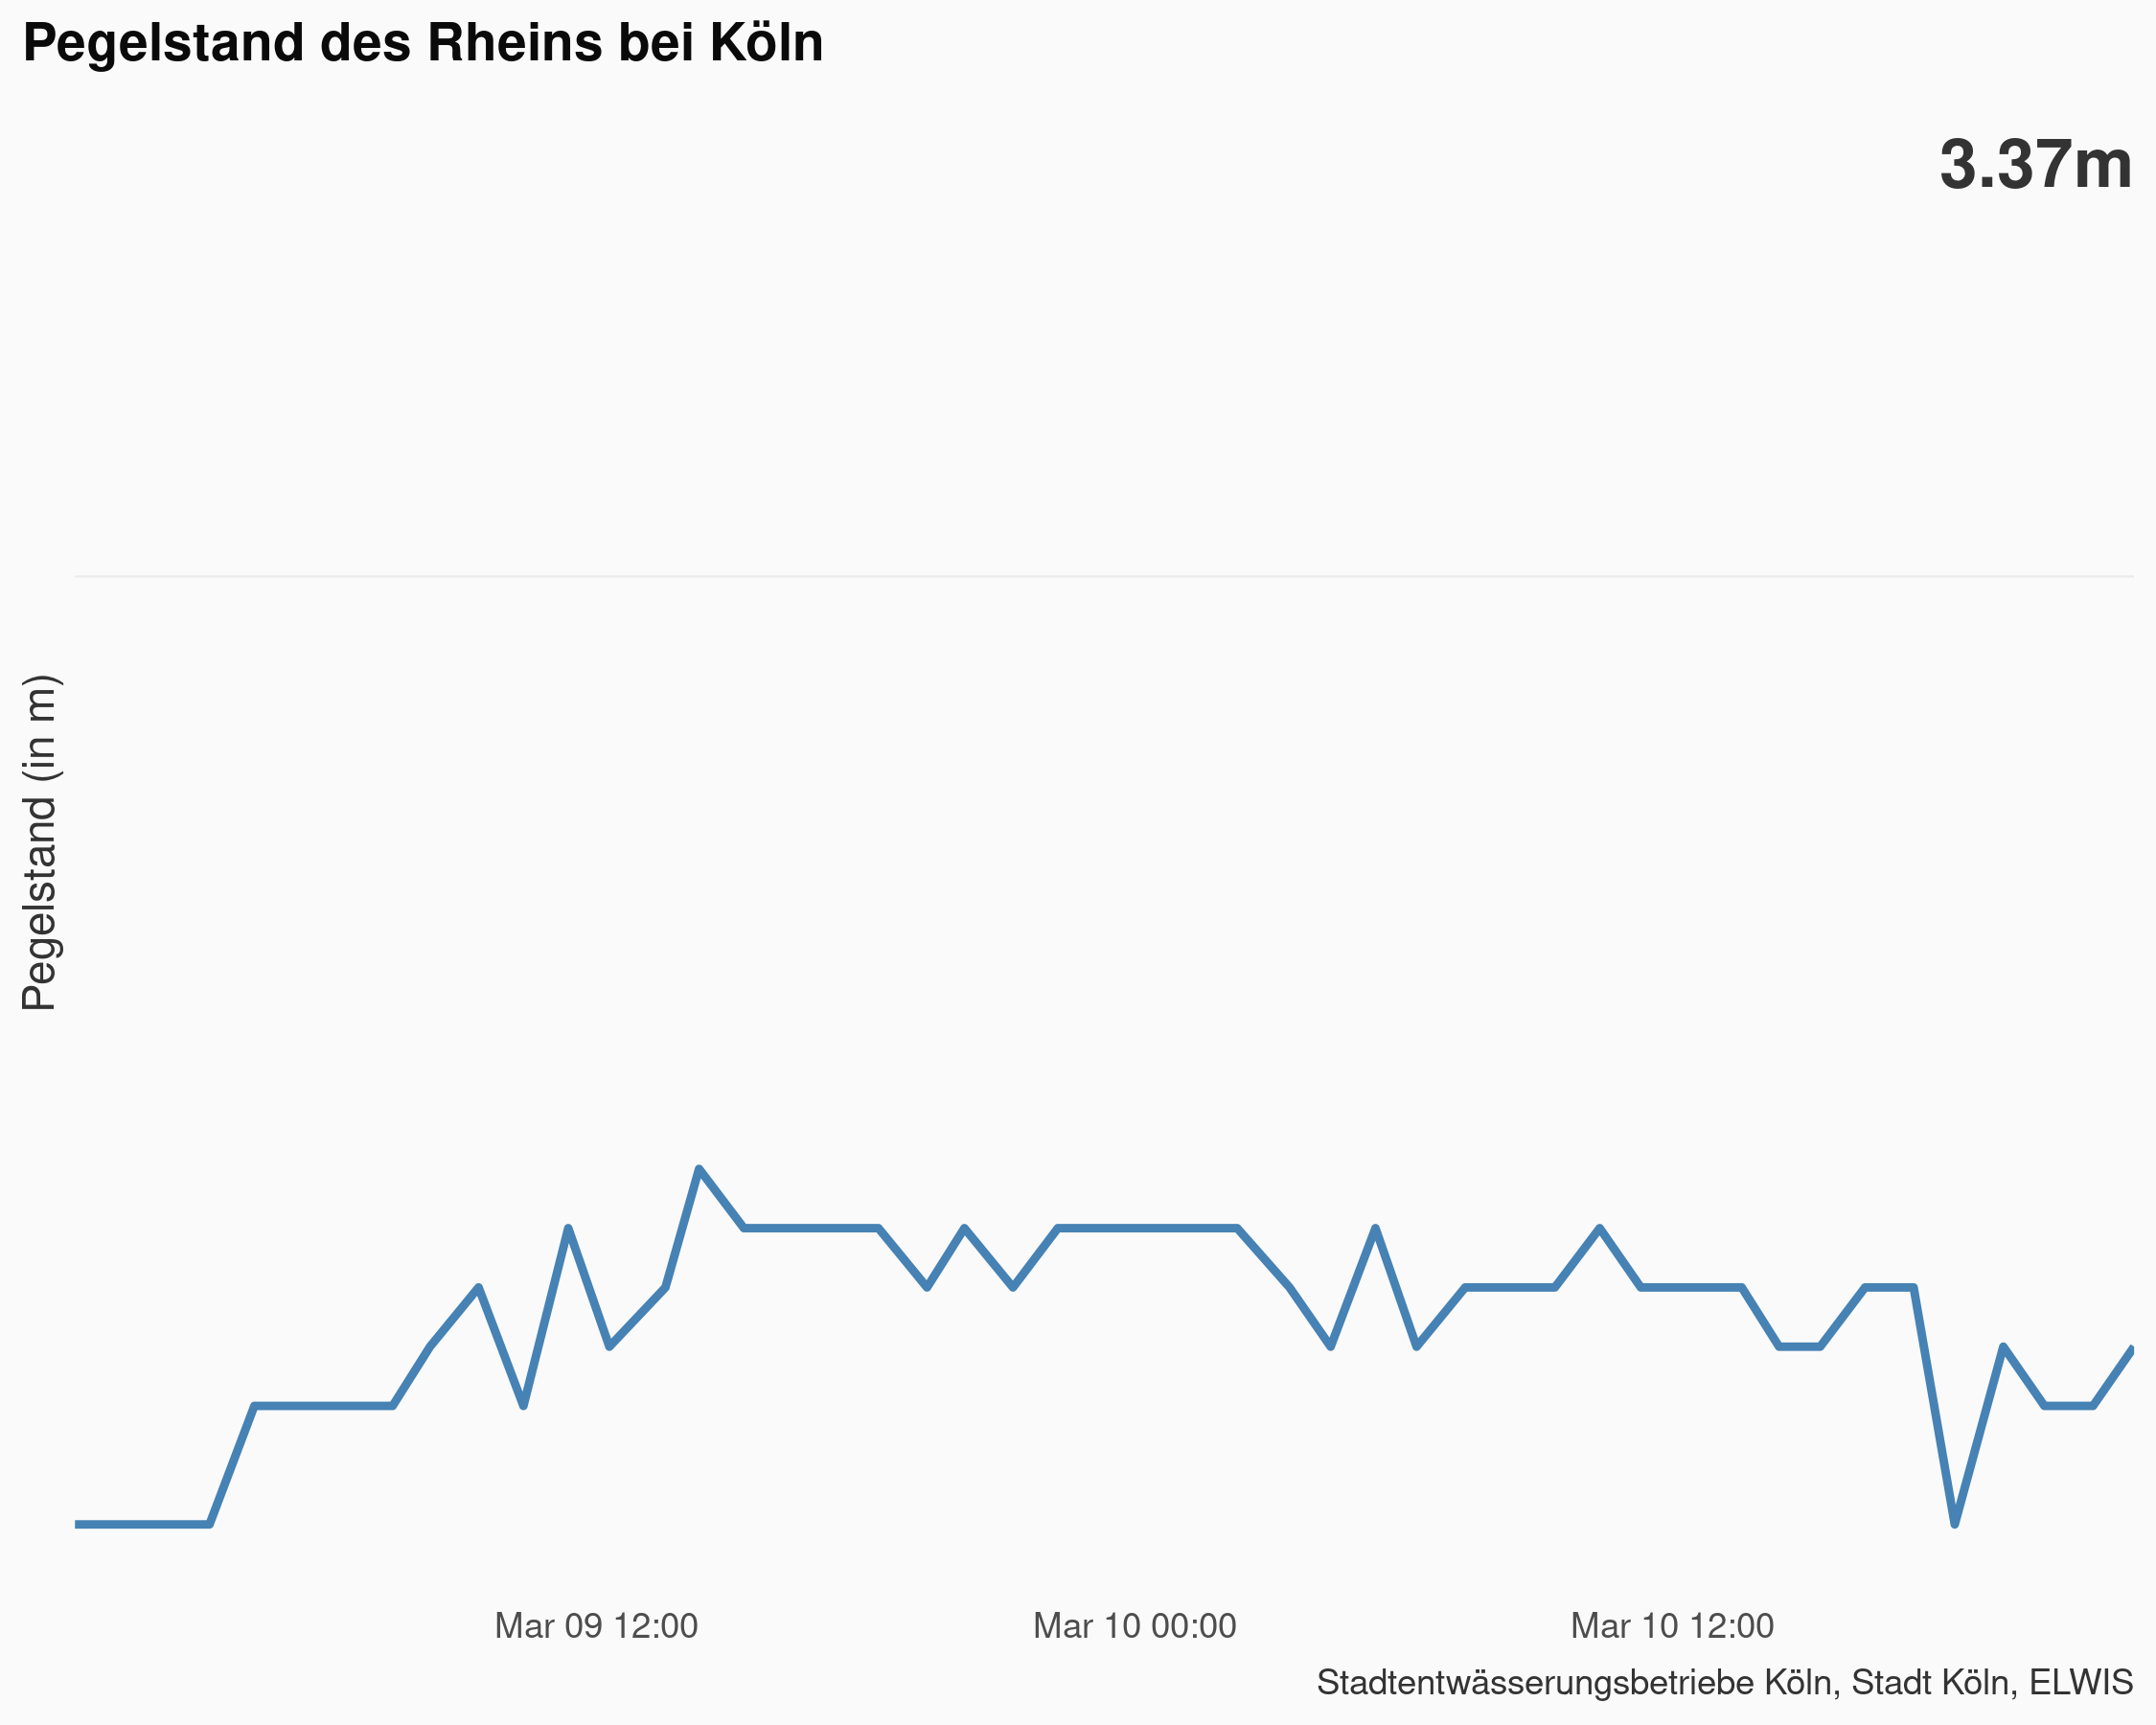 Pegelstand des Rheins bei Köln
3.37m
Pegelstand (in m)
Mar 09 12:00
Mar 10 00:00
Mar 10 12:00
Stadtentwässerungsbetriebe Köln, Stadt Köln, ELWIS